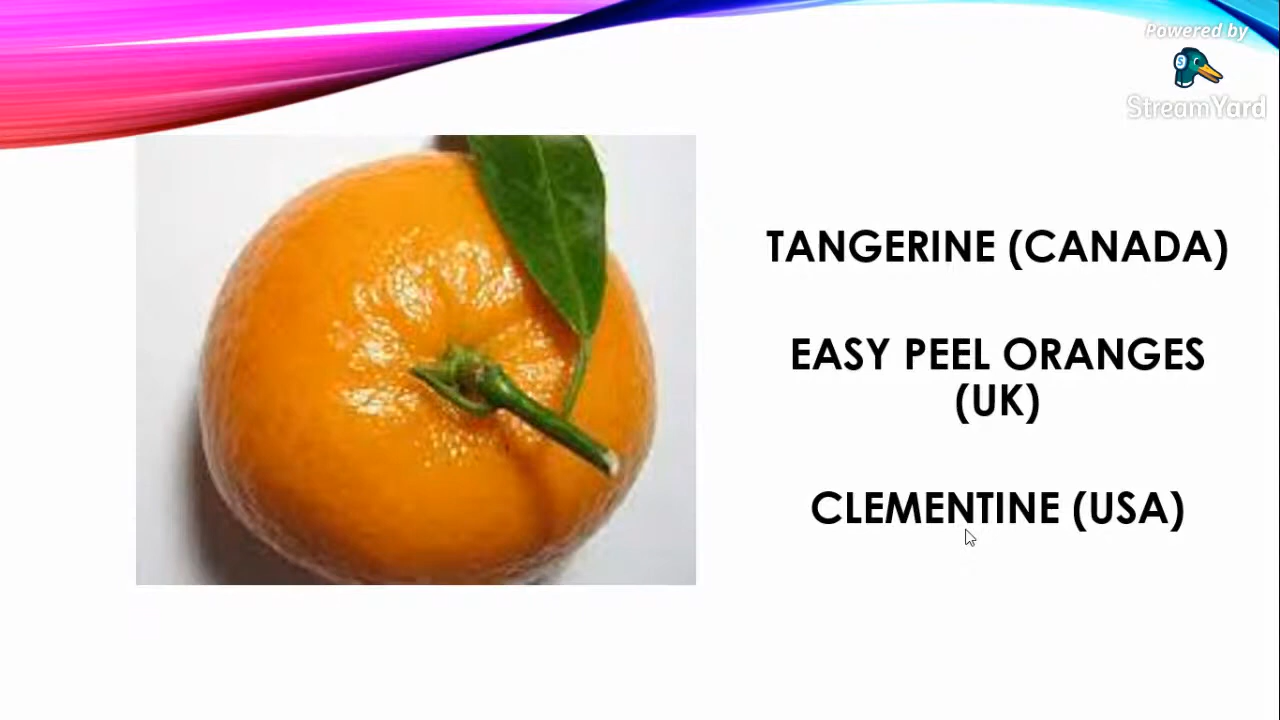 Powered by
StreamYard
TANGERINE (CANADA)
EASY PEEL ORANGES
(UK)
CLEMENTINE (USA)